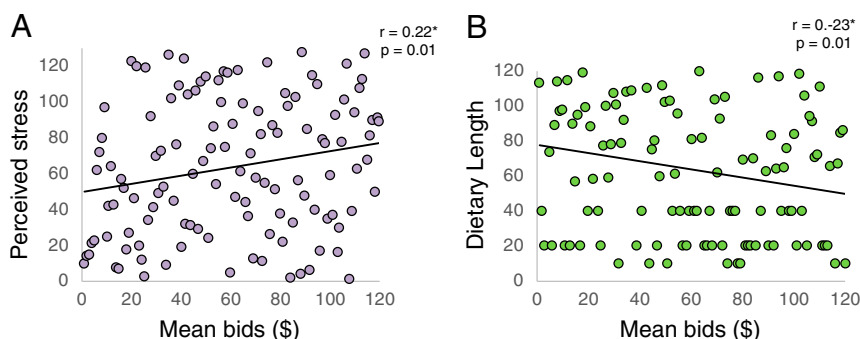 A
r = 0.22*
p = 0.01
Perceived stress
120
100
80
60
40
20
0
0 20 40 60 80 100 120
Mean bids ($)
B
r = 0.-23*
p = 0.01
Dietary Length
120
100
80
60
40
20
0
0 20 40 60 80 100 120
Mean bids ($)